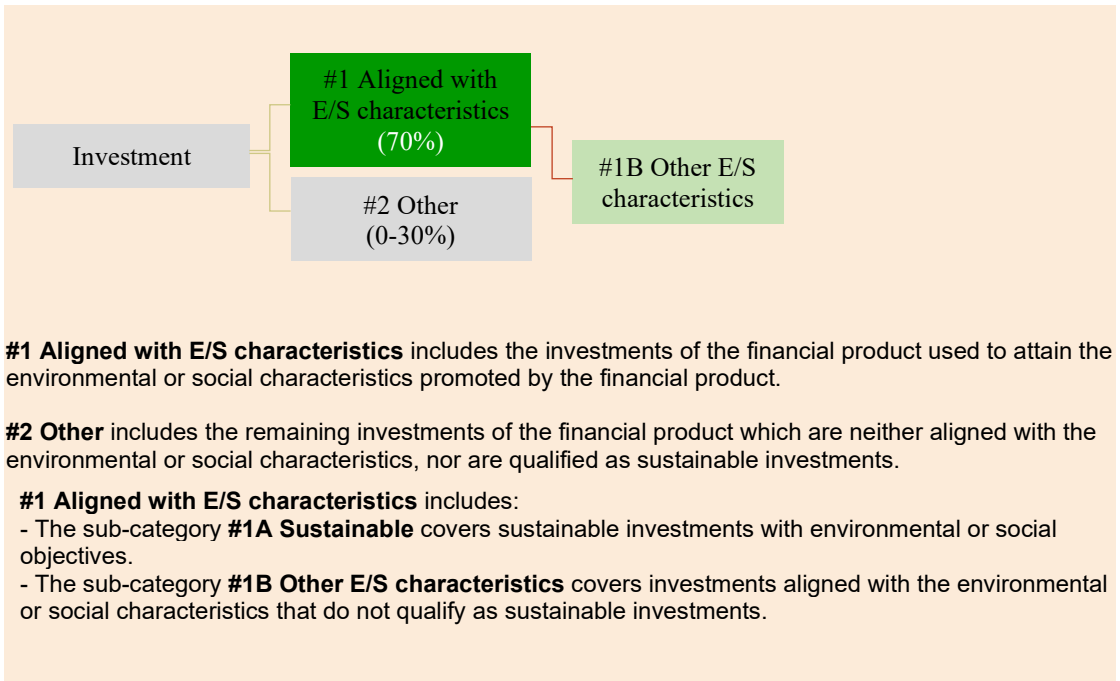 #1 Aligned with
E/S characteristics
(70%)
Investment
#1B Other E/S
characteristics
#2 Other
(0-30%)
#1 Aligned with E/S characteristics includes the investments of the financial product used to attain the
environmental or social characteristics promoted by the financial product.
#2 Other includes the remaining investments of the financial product which are neither aligned with the
environmental or social characteristics, nor are qualified as sustainable investments.
#1 Aligned with E/S characteristics includes:
- The sub-category #1A Sustainable covers sustainable investments with environmental or social
objectives.
- The sub-category #1B Other E/S characteristics covers investments aligned with the environmental
or social characteristics that do not qualify as sustainable investments.